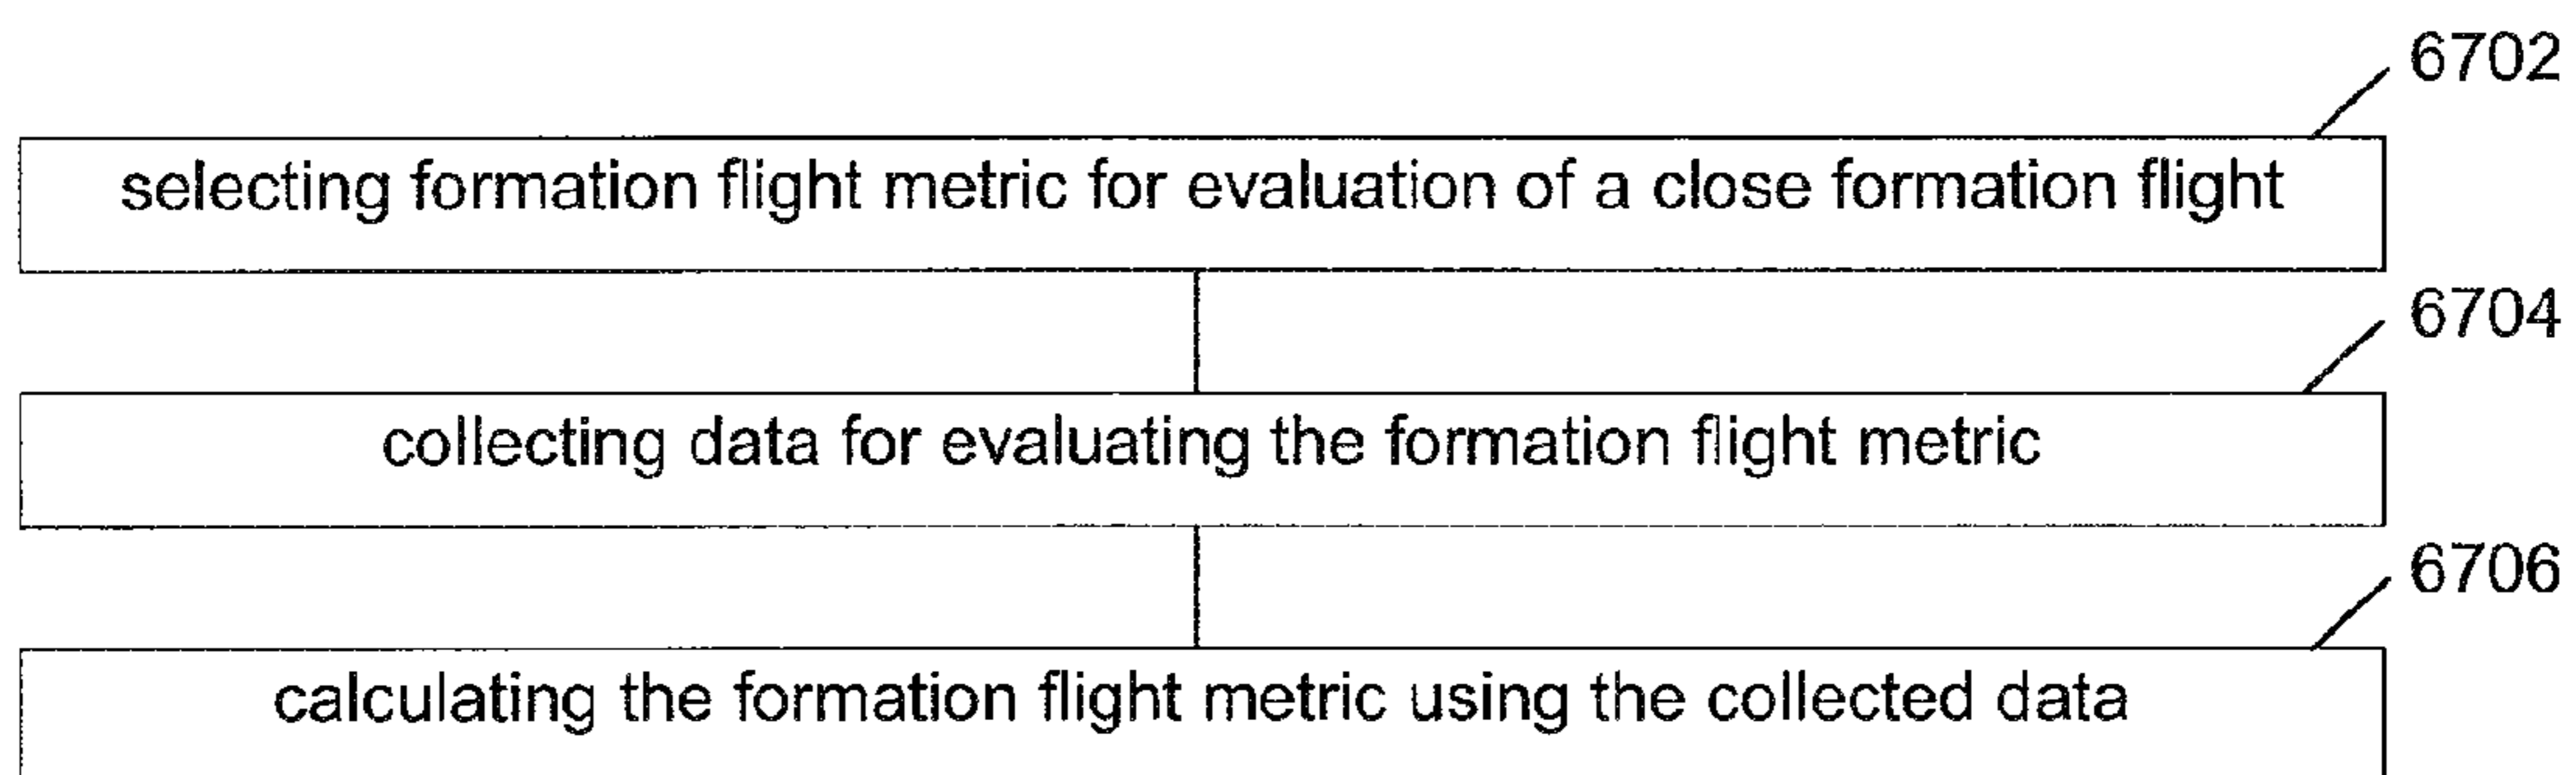 6702
selecting formation flight metric for evaluation of a close formation flight
6704
collecting data for evaluating the formation flight metric
6706
calculating the formation flight metric using the collected data